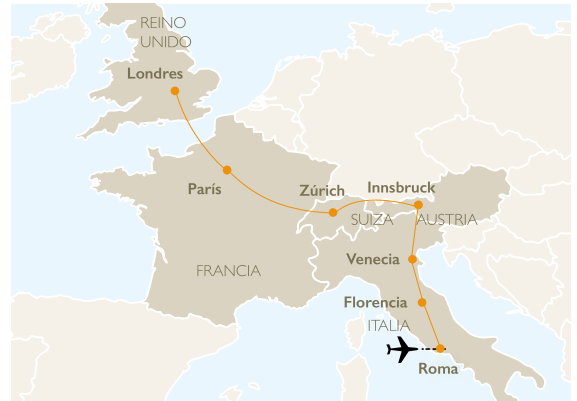 REINO
UNIDO
Londres
París
Zúrich
Innsbruck
SUIZA
AUSTRIA
Venecia
FRANCIA
Florencia
ITALIA
Roma